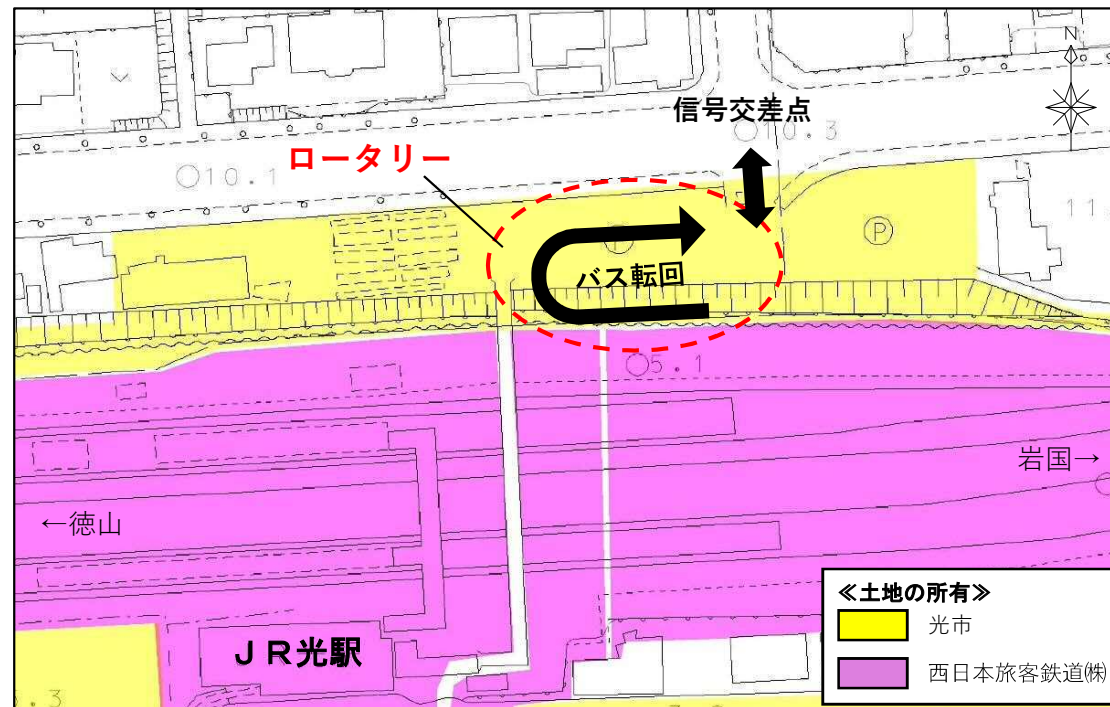 N
信号交差点
10.3
ロータリー
10.1
11.
P
バス転回
5.1
岩国→
←徳山
≪土地の所有≫
光市
ＪＲ光駅
西日本旅客鉄道㈱